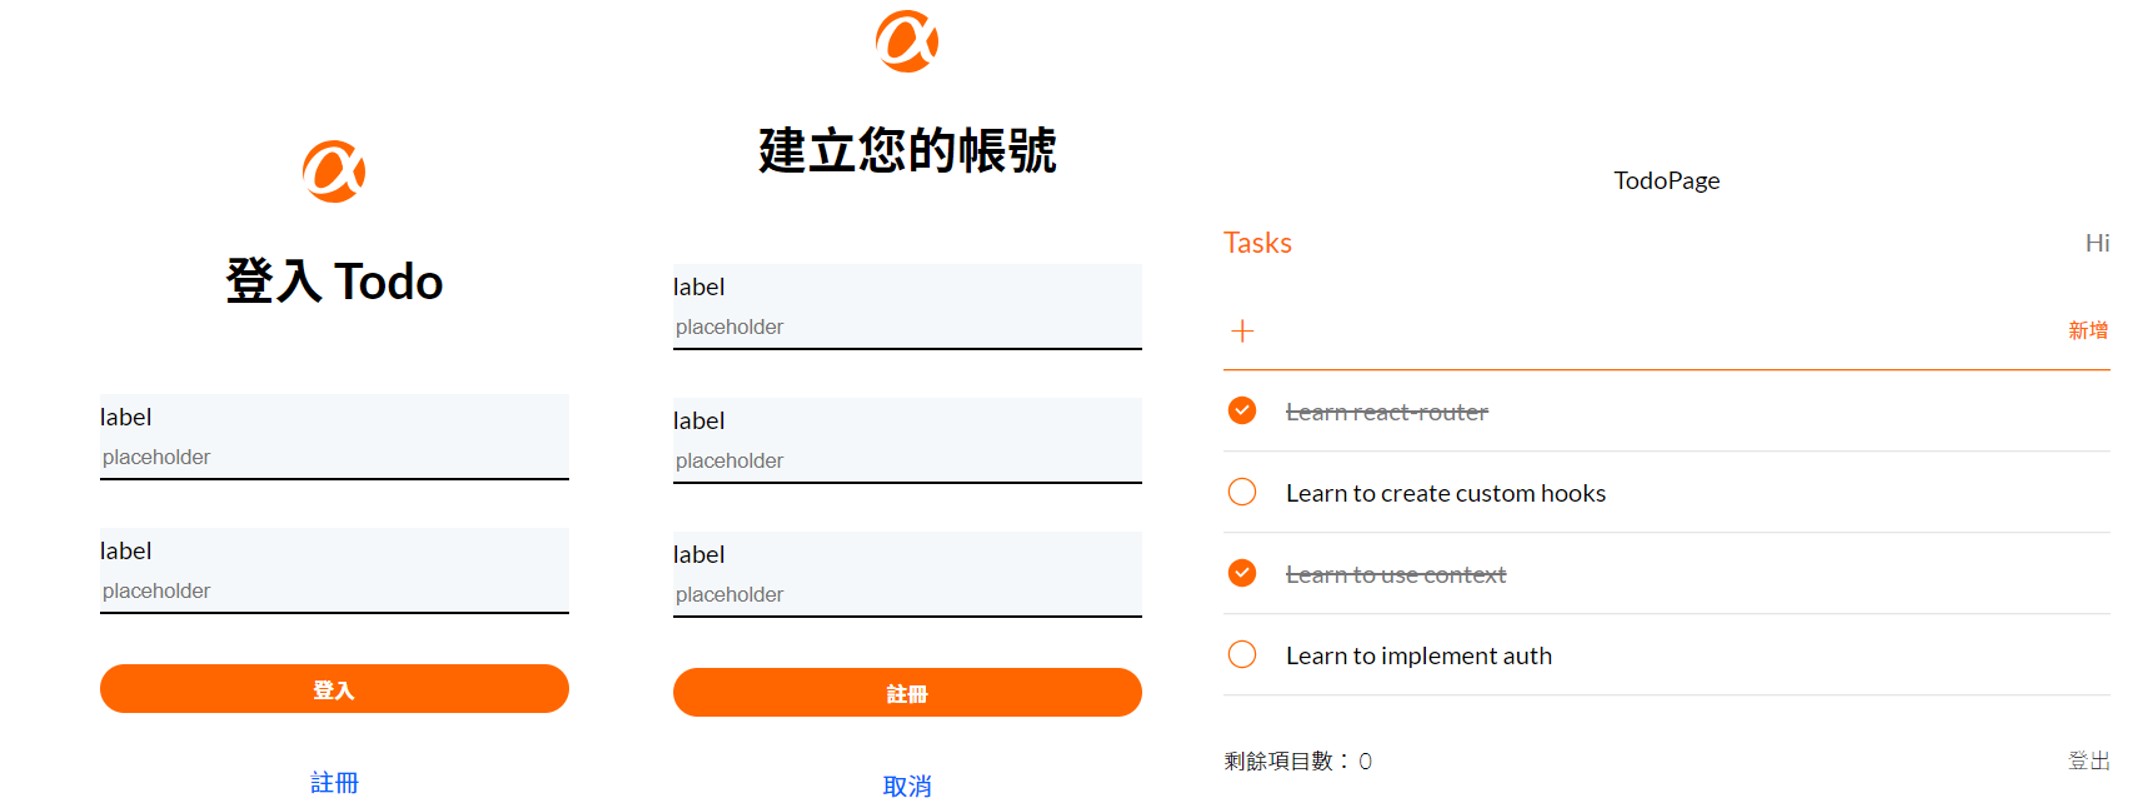 登入 Todo
label
placeholder
label
placeholder
登入
註冊
建立您的帳號
label
placeholder
label
placeholder
label
placeholder
註冊
取消
TodoPage
Tasks Hi
新增
Learn react-router
Learn to create custom hooks
Learn to use context
Learn to implement auth
剩餘項目數： 0 登出